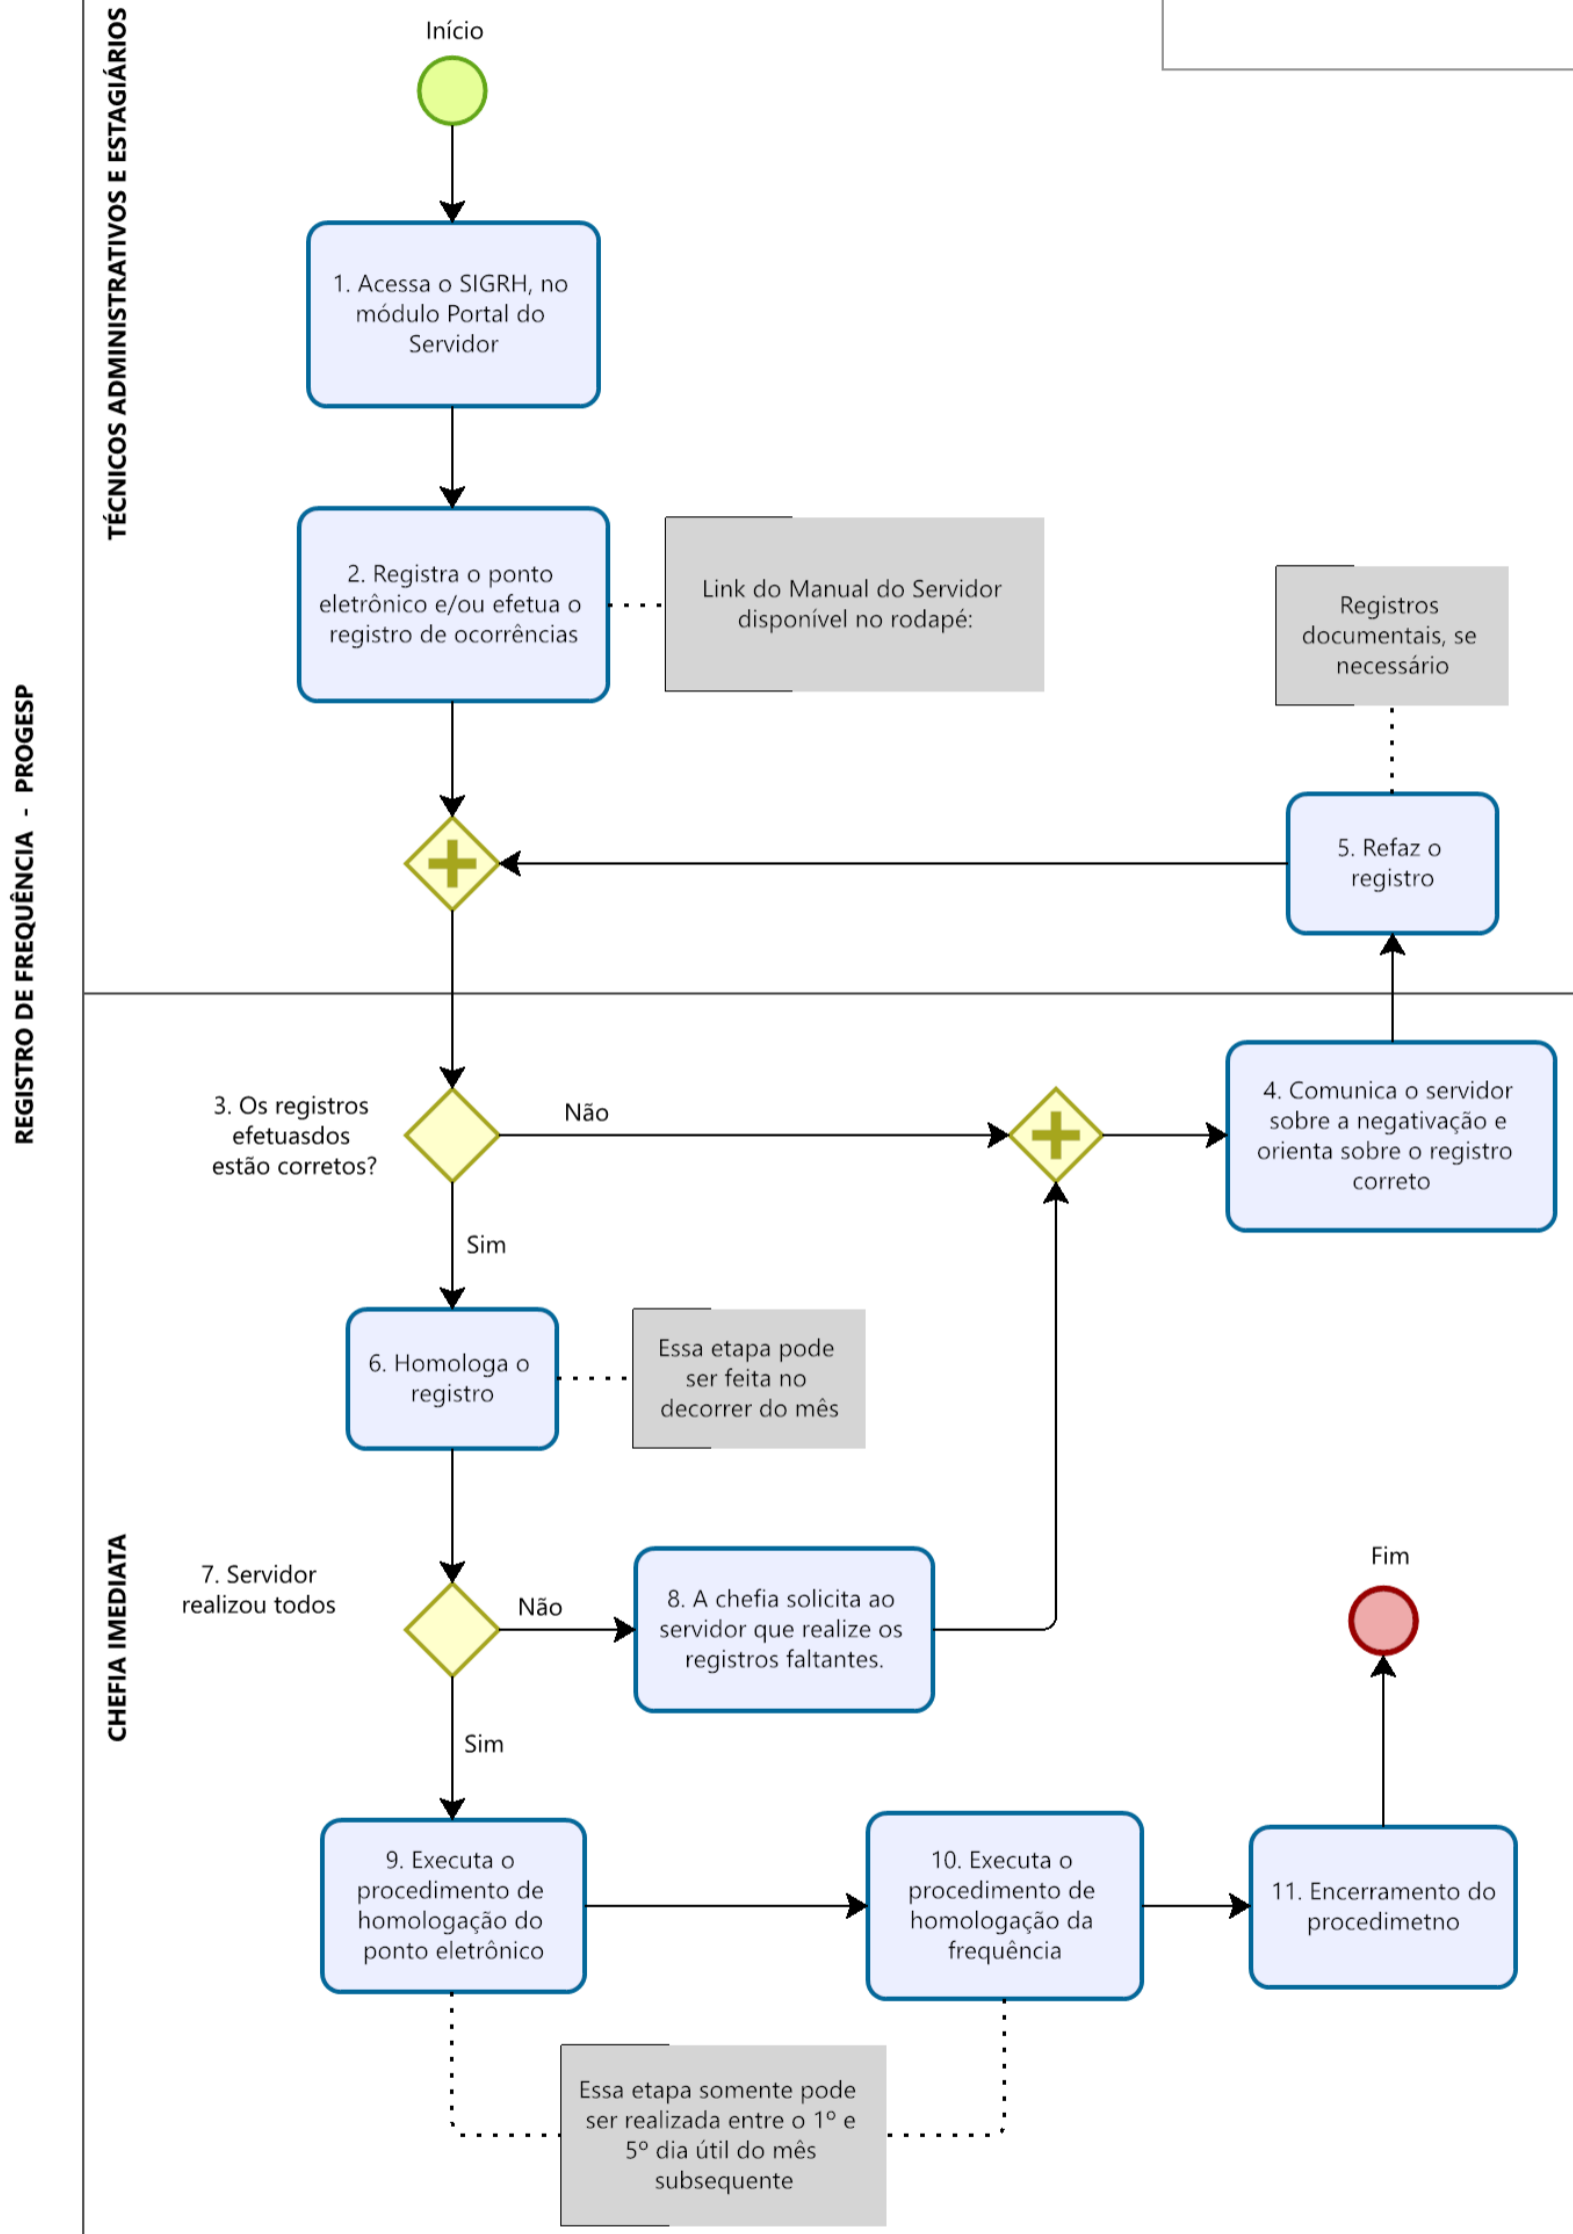 REGISTRO DE FREQUÊNCIA - PROGESP
TÉCNICOS ADMINISTRATIVOS E ESTAGIÁRIOS
Início
1. Acessa o SIGRH, no
módulo Portal do
Servidor
2. Registra o ponto
eletrônico e/ou efetua o
registro de ocorrências
Link do Manual do Servidor
disponível no rodapé:
Registros
documentais, se
necessário
5. Refaz o
registro
CHEFIA IMEDIATA
3. Os registros
efetuasdos
estão corretos?
Não
4. Comunica o servidor
sobre a negativação e
orienta sobre o registro
correto
Sim
6. Homologa o
registro
Essa etapa pode
ser feita no
decorrer do mês
7. Servidor
realizou todos
Não
8. A chefia solicita ao
servidor que realize os
registros faltantes.
Fim
Sim
9. Executa o
procedimento de
homologação do
ponto eletrônico
10. Executa o
procedimento de
homologação da
frequência
11. Encerramento do
procedimetno
Essa etapa somente pode
ser realizada entre o 1º e
5º dia útil do mês
subsequente